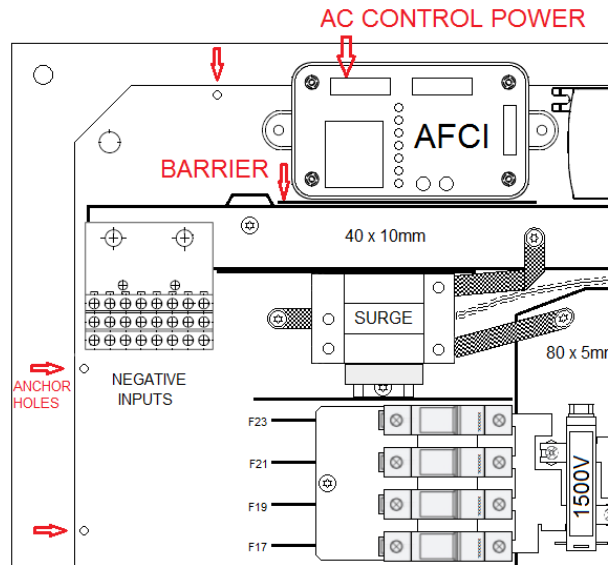 AC CONTROL POWER
AFCI
BARRIER
40 x 10mm
SURGE
80 x 5mm
ANCHOR
HOLES
NEGATIVE
INPUTS
F23
F21
F19
F17
1500V